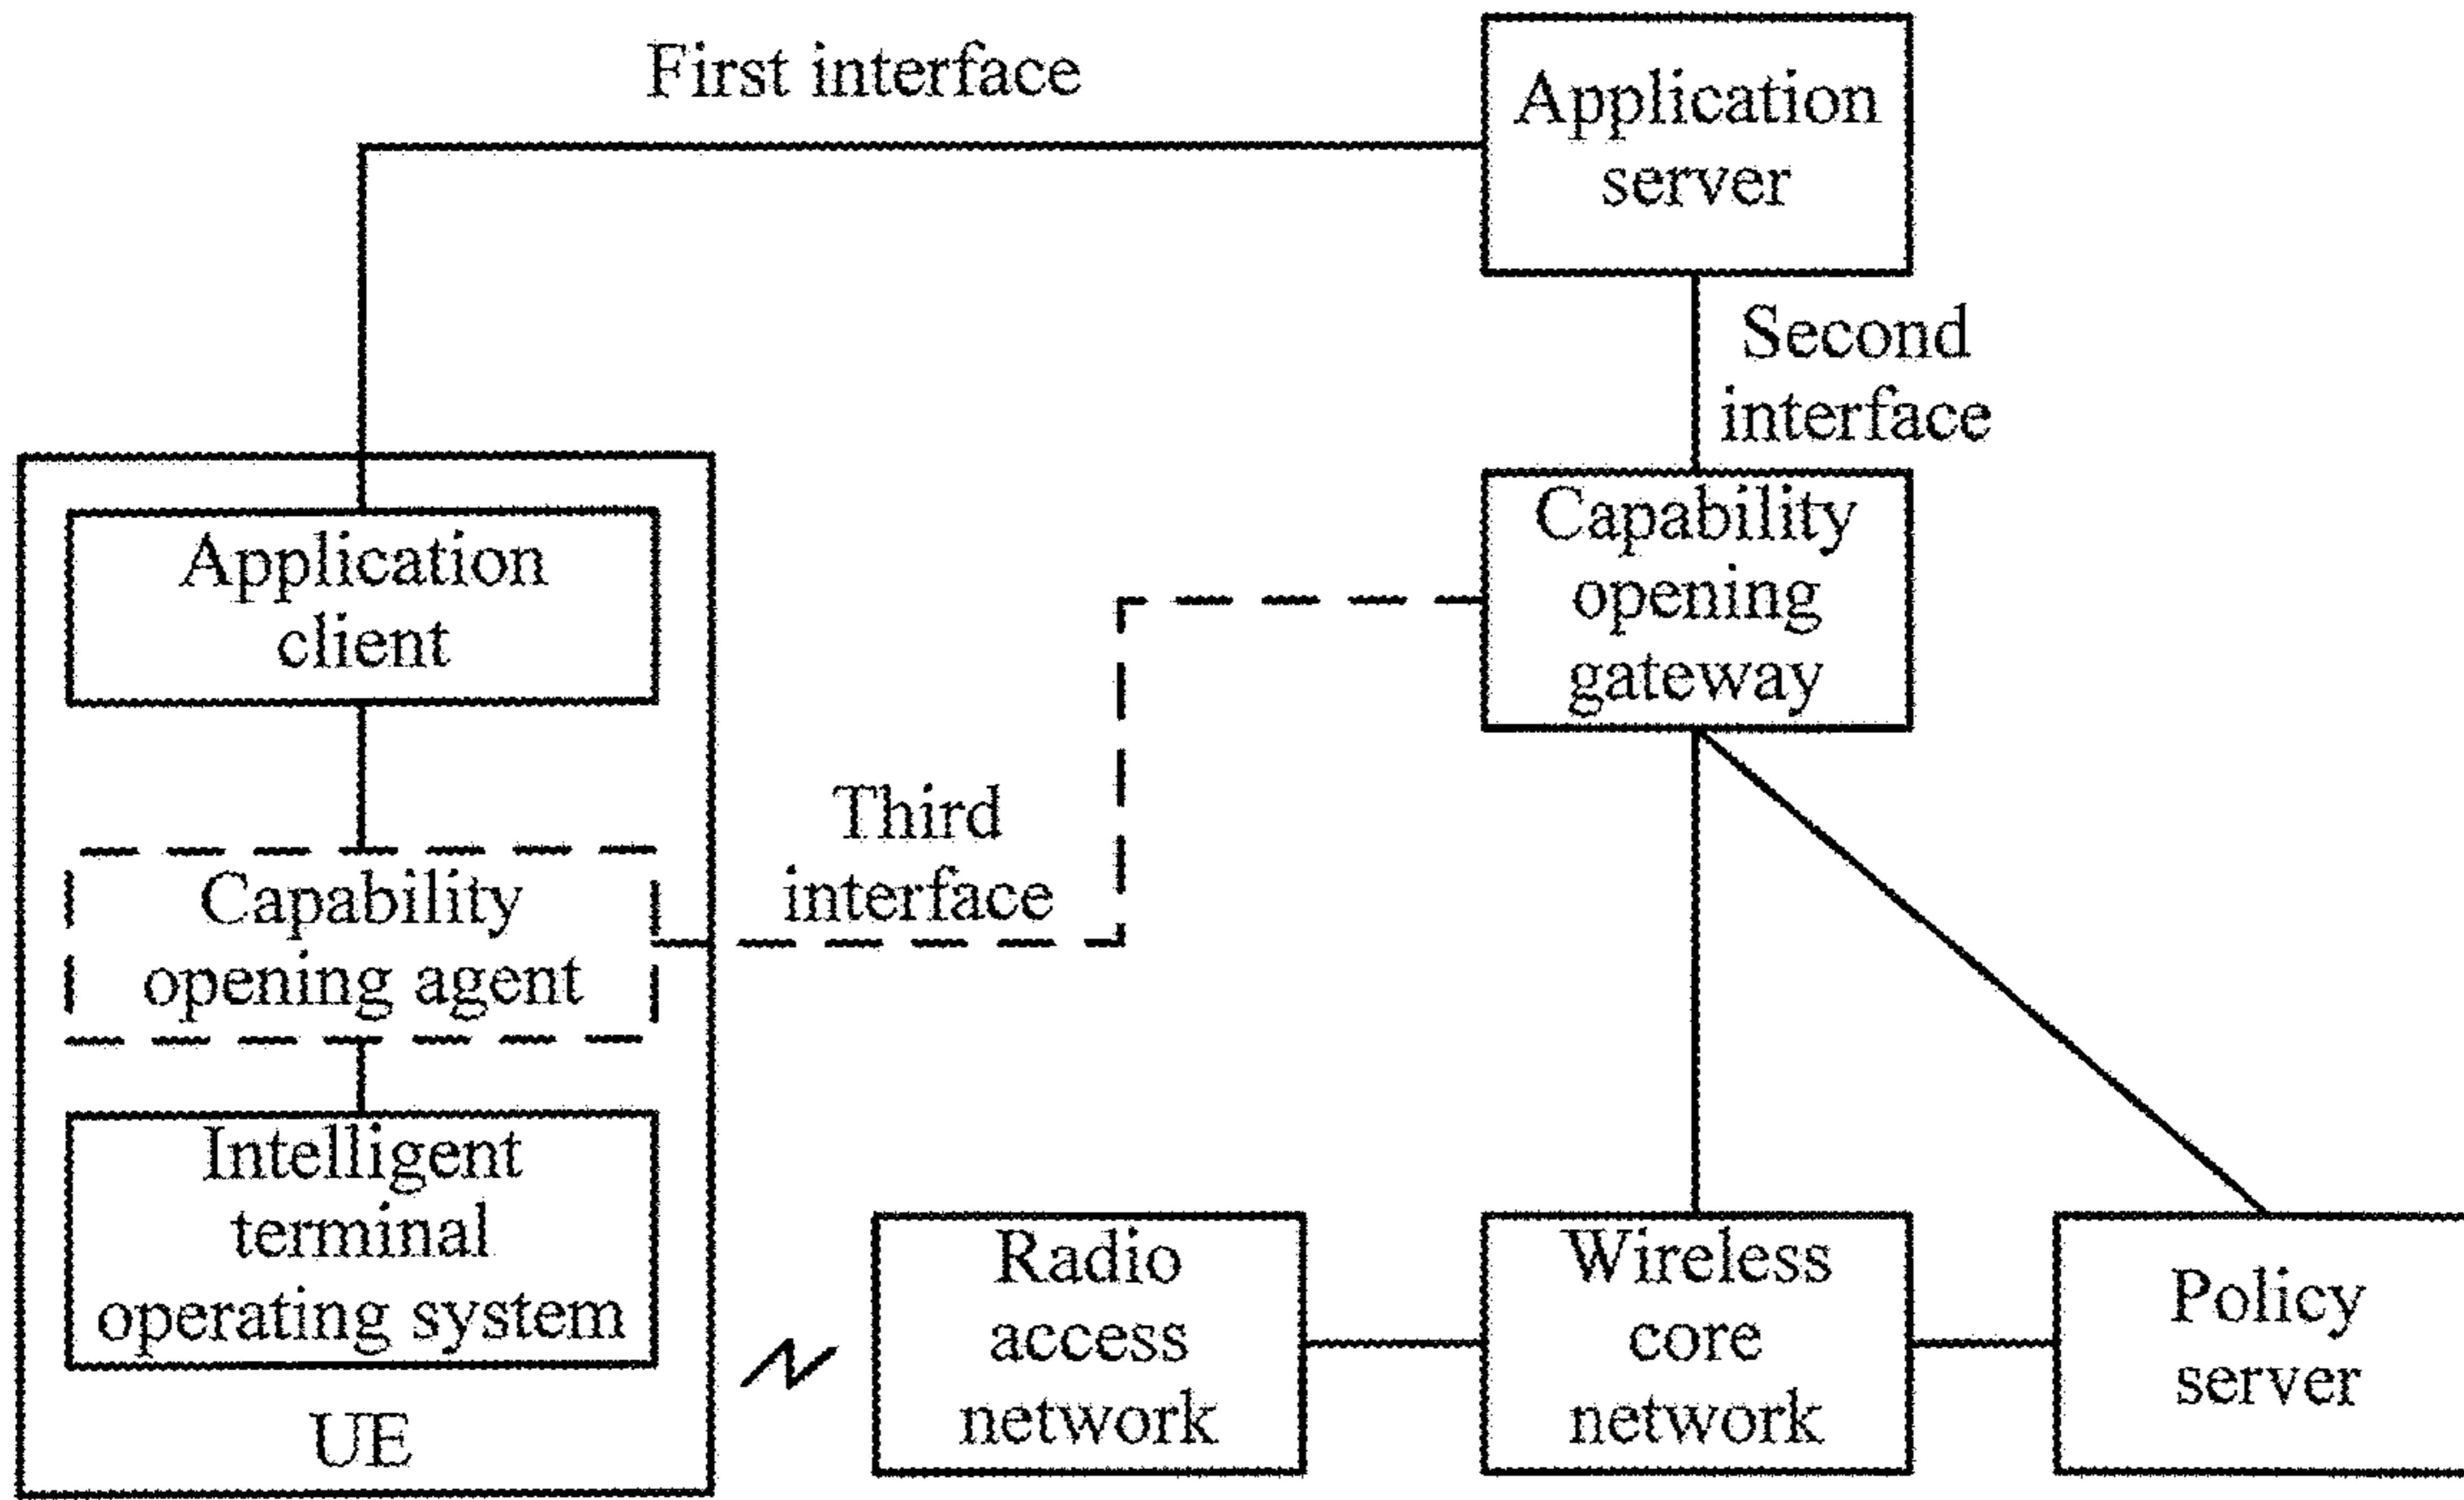 First interface
Application
server
Second
interface
Application
client
Capability
opening
gateway
Third
interface
Capability
opening agent
Intelligent
terminal
operating system
UE
Radio
access
network
Wireless
core
network
Policy
server